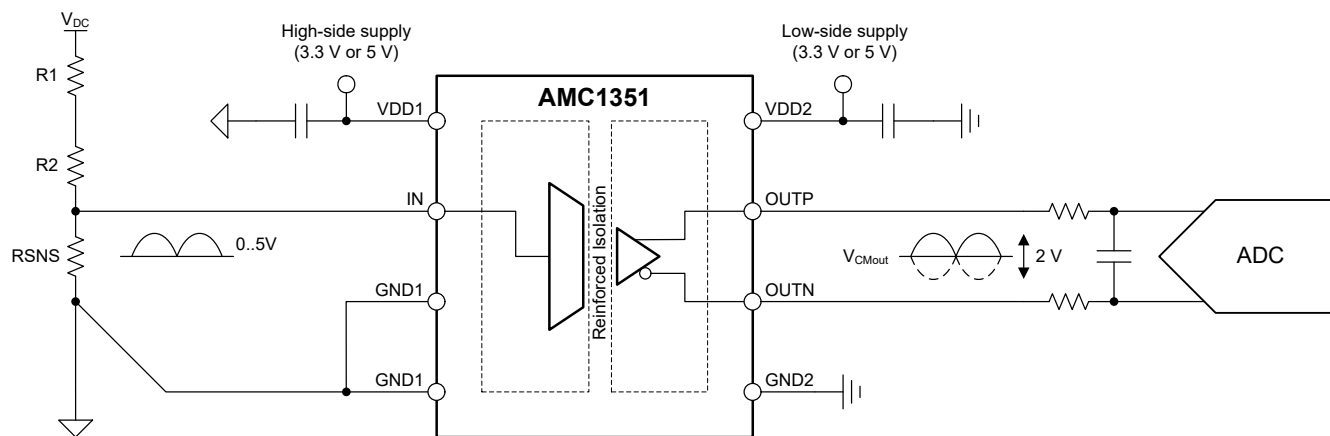 VDC
High-side supply
(3.3 V or 5 V)
Low-side supply
(3.3 V or 5 V)
R1
AMC1351
VDD1
VDD2
R2
IN
OUTP
Reinforced Isolation
RSNS
0..5V
VCMout
2 V
ADC
GND1
OUTN
GND1
GND2